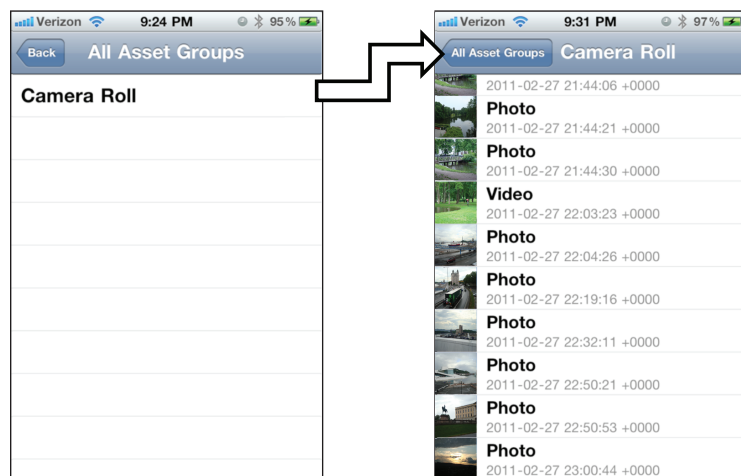 Verizon 9:24 PM 95%
Back All Asset Groups
Camera Roll
Verizon 9:31 PM 97%
All Asset Groups Camera Roll
2011-02-27 21:44:06 +0000
Photo
2011-02-27 21:44:21 +0000
Photo
2011-02-27 21:44:30 +0000
Video
2011-02-27 22:03:23 +0000
Photo
2011-02-27 22:04:26 +0000
Photo
2011-02-27 22:19:16 +0000
Photo
2011-02-27 22:32:11 +0000
Photo
2011-02-27 22:50:21 +0000
Photo
2011-02-27 22:50:53 +0000
Photo
2011-02-27 23:00:44 +0000